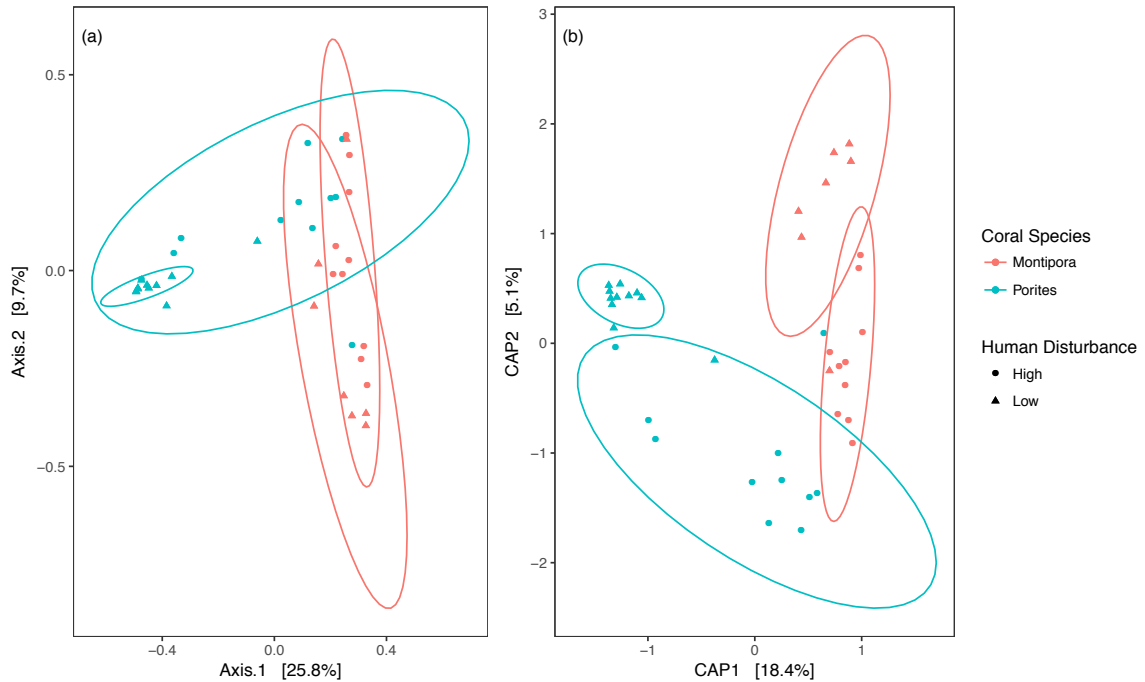 (a)
0.5
0.0
−0.5
Axis.2 [9.7%]
−0.4
0.0
0.4
Axis.1 [25.8%]
(b)
3
2
1
0
−1
−2
CAP2 [5.1%]
−1
0
1
CAP1 [18.4%]
Coral Species
Montipora
Porites
Human Disturbance
High
Low